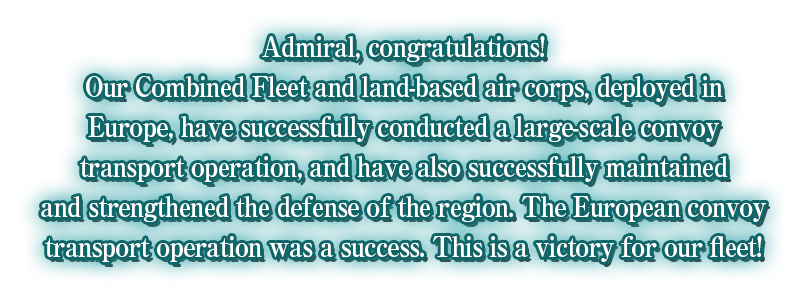 Admiral, congratulations!
Our Combined Fleet and land-based air corps, deployed in
Europe, have successfully conducted a large-scale convoy
transport operation, and have also successfully maintained
and strengthened the defense of the region. The European convoy
transport operation was a success. This is a victory for our fleet!